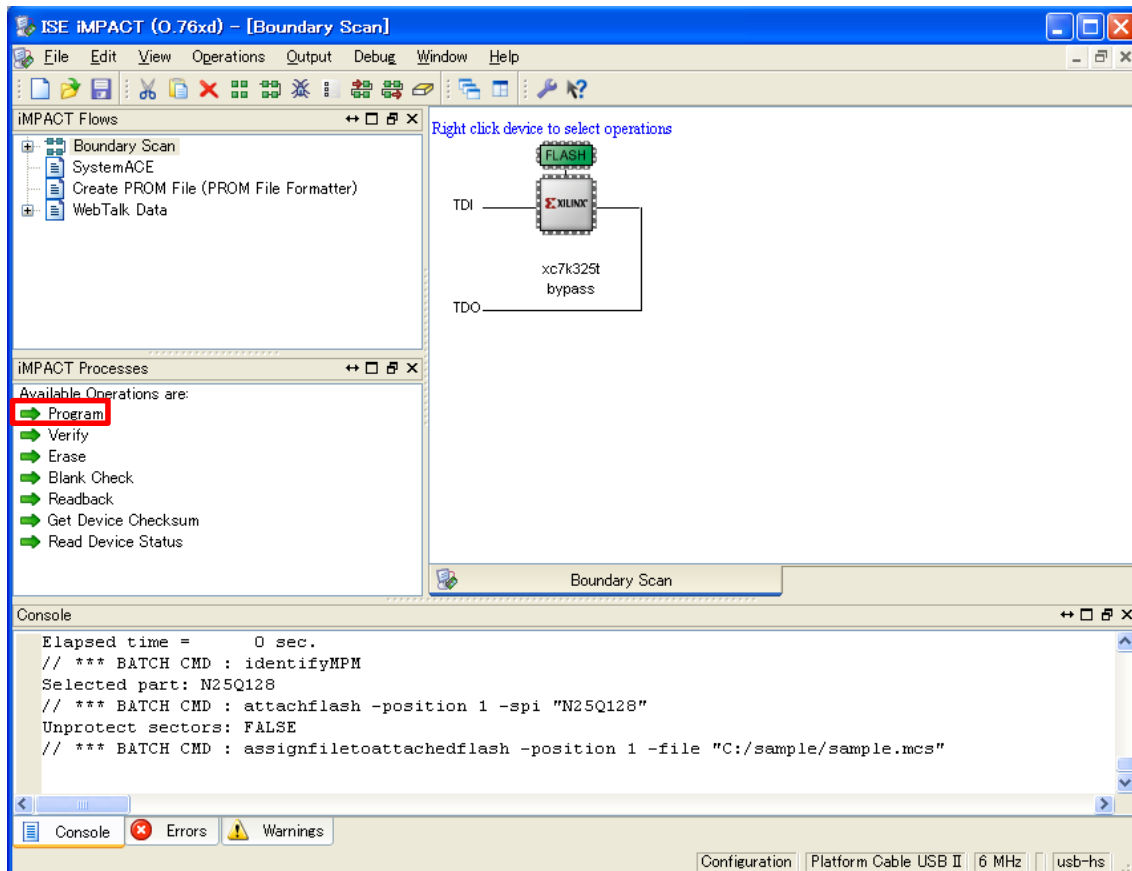 ISE iMPACT (O.76xd) - [Boundary Scan]
File Edit View Operations Output Debug Window Help
iMPACT Flows
Boundary Scan
SystemACE
Create PROM File (PROM File Formatter)
WebTalk Data
Right click device to select operations
FLASH
TDI
XILINX
xc7k325t
bypass
TDO
iMPACT Processes
Available Operations are:
Program
Verify
Erase
Blank Check
Readback
Get Device Checksum
Read Device Status
Boundary Scan
Console
Elapsed time = 0 sec.
// *** BATCH CMD : identifyMPM
Selected part: N25Q128
// *** BATCH CMD : attachflash -position 1 -spi "N25Q128"
Unprotect sectors: FALSE
// *** BATCH CMD : assignfiletoattachedflash -position 1 -file "C:/sample/sample.mcs"
Console Errors Warnings
Configuration Platform Cable USB II 6 MHz usb-hs